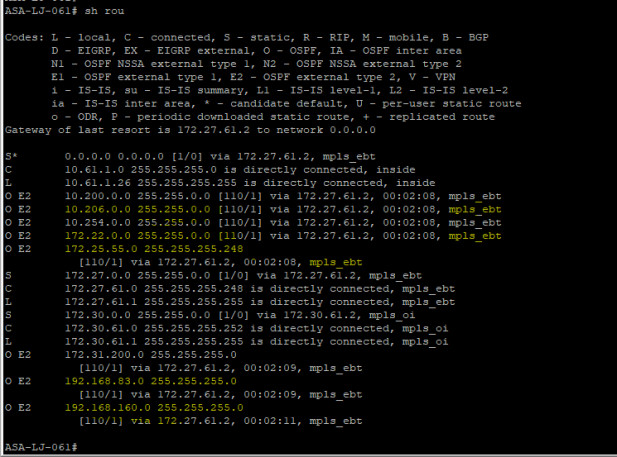 ASA-LJ-061# sh rou
Codes: L - local, C - connected, S - static, R - RIP, M - mobile, B - BGP
D - EIGRP, EX - EIGRP external, O - OSPF, IA - OSPF inter area
N1 - OSPF NSSA external type 1, N2 - OSPF NSSA external type 2
E1 - OSPF external type 1, E2 - OSPF external type 2, V - VPN
i - IS-IS, su - IS-IS summary, L1 - IS-IS level-1, L2 - IS-IS level-2
ia - IS-IS inter area, * - candidate default, U - per-user static route
o - ODR, P - periodic downloaded static route, + - replicated route
Gateway of last resort is 172.27.61.2 to network 0.0.0.0
S* 0.0.0.0 0.0.0.0 [1/0] via 172.27.61.2, mpls_ebt
C 10.61.1.0 255.255.255.0 is directly connected, inside
L 10.61.1.26 255.255.255.255 is directly connected, inside
O E2 10.200.0.0 255.255.0.0 [110/1] via 172.27.61.2, 00:02:08, mpls_ebt
O E2 10.206.0.0 255.255.0.0 [110/1] via 172.27.61.2, 00:02:08, mpls_ebt
O E2 10.254.0.0 255.255.0.0 [110/1] via 172.27.61.2, 00:02:08, mpls_ebt
O E2 172.22.0.0 255.255.0.0 [110/1] via 172.27.61.2, 00:02:08, mpls_ebt
O E2 172.25.55.0 255.255.255.248
[110/1] via 172.27.61.2, 00:02:08, mpls_ebt
S 172.27.0.0 255.255.0.0 [1/0] via 172.27.61.2, mpls_ebt
C 172.27.61.0 255.255.255.248 is directly connected, mpls_ebt
L 172.27.61.1 255.255.255.255 is directly connected, mpls_ebt
S 172.30.0.0 255.255.0.0 [1/0] via 172.30.61.2, mpls_oi
C 172.30.61.0 255.255.255.252 is directly connected, mpls_oi
L 172.30.61.1 255.255.255.255 is directly connected, mpls_oi
O E2 172.31.200.0 255.255.255.0
[110/1] via 172.27.61.2, 00:02:09, mpls_ebt
O E2 192.168.83.0 255.255.255.0
[110/1] via 172.27.61.2, 00:02:09, mpls_ebt
O E2 192.168.160.0 255.255.255.0
[110/1] via 172.27.61.2, 00:02:11, mpls_ebt
ASA-LJ-061#